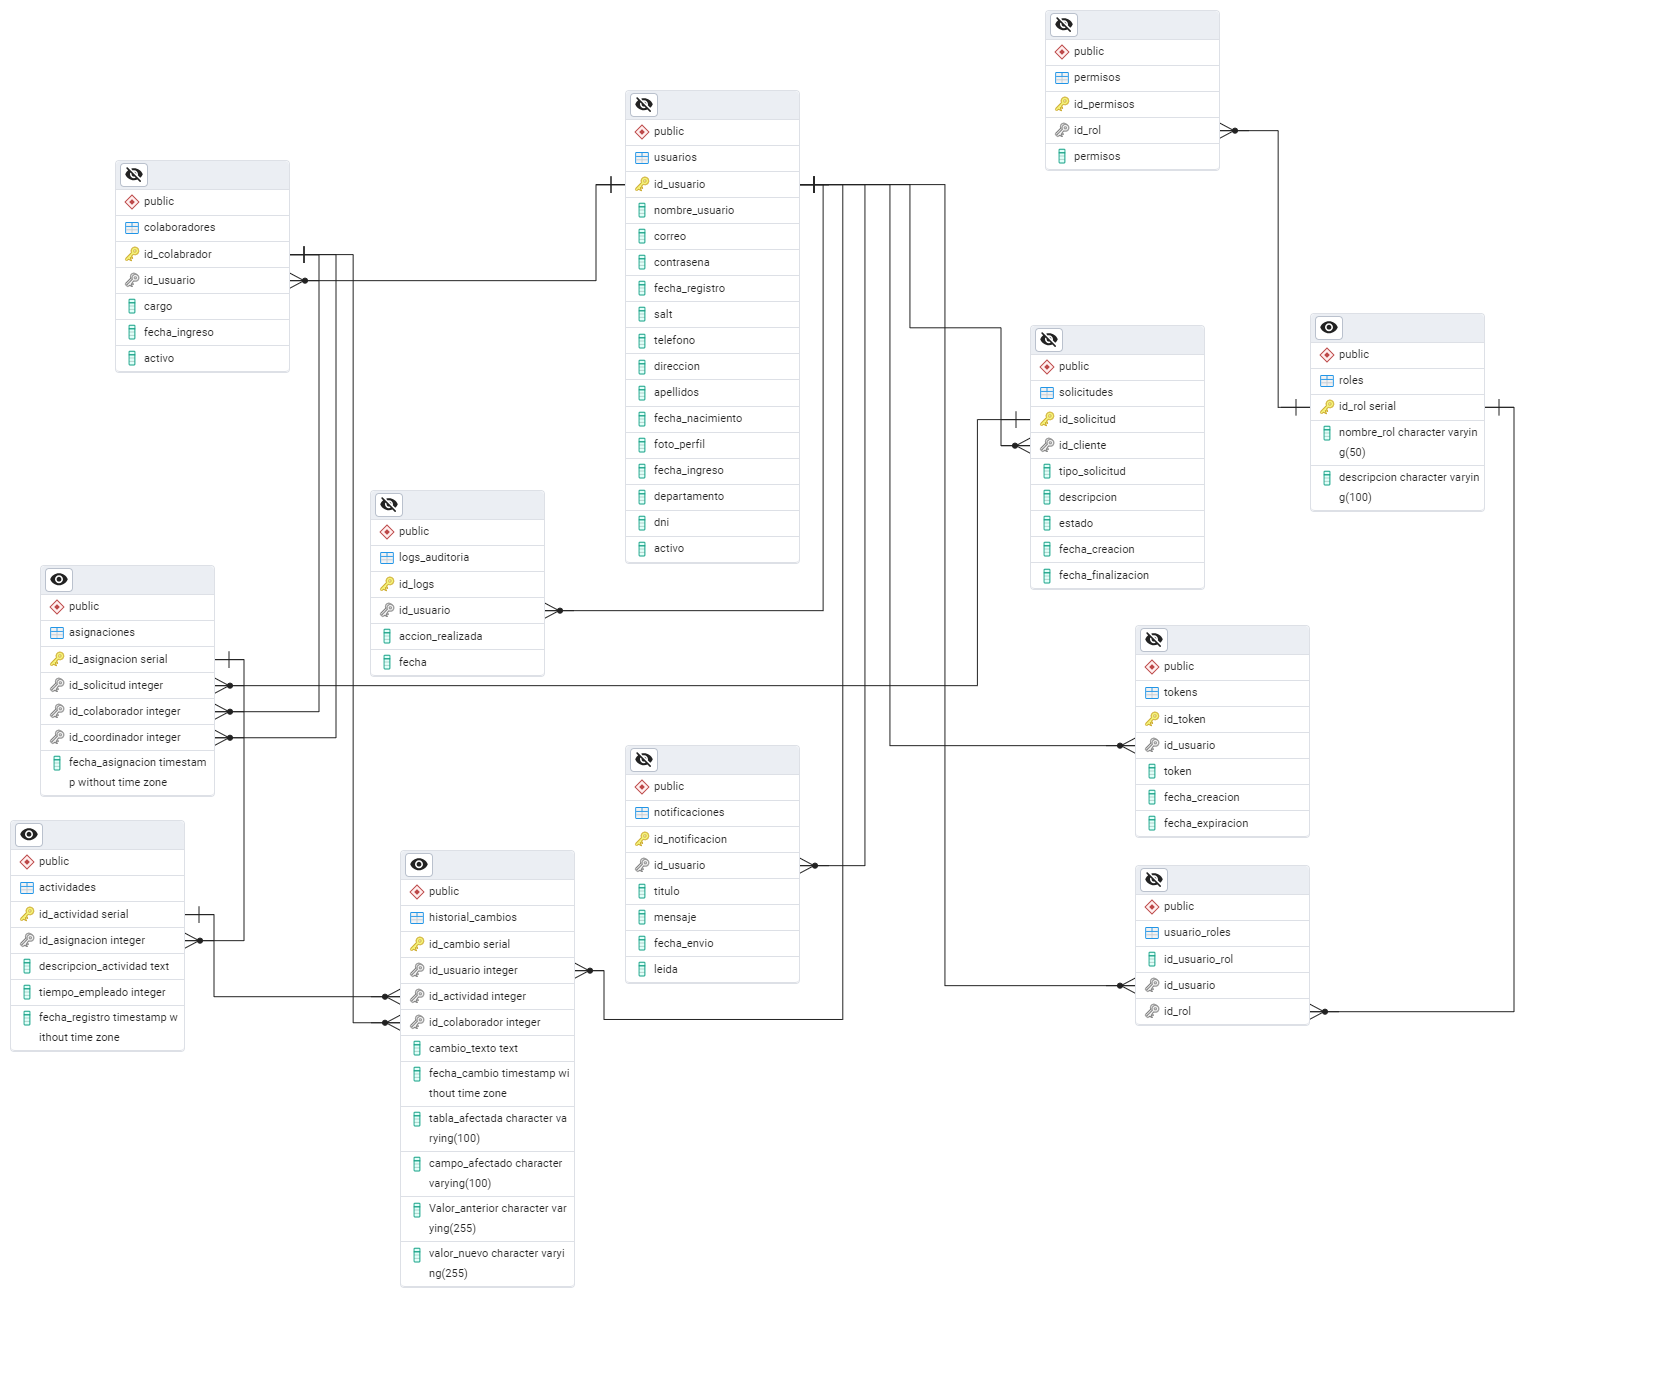 public
permisos
id_permisos
id_rol
permisos
public
usuarios
id_usuario
nombre_usuario
correo
contrasena
fecha_registro
salt
telefono
direccion
apellidos
fecha_nacimiento
foto_perfil
fecha_ingreso
departamento
dni
activo
public
colaboradores
id_colabrador
id_usuario
cargo
fecha_ingreso
activo
public
roles
id_rol serial
nombre_rol character varyin
g(50)
descripcion character varyin
g(100)
public
solicitudes
id_solicitud
id_cliente
tipo_solicitud
descripcion
estado
fecha_creacion
fecha_finalizacion
public
logs_auditoria
id_logs
id_usuario
accion_realizada
fecha
public
asignaciones
id_asignacion serial
id_solicitud integer
id_colaborador integer
id_coordinador integer
fecha_asignacion timestam
p without time zone
public
tokens
id_token
id_usuario
token
fecha_creacion
fecha_expiracion
public
notificaciones
id_notificacion
id_usuario
titulo
mensaje
fecha_envio
leida
public
actividades
id_actividad serial
id_asignacion integer
descripcion_actividad text
tiempo_empleado integer
fecha_registro timestamp w
ithout time zone
public
historial_cambios
id_cambio serial
id_usuario integer
id_actividad integer
id_colaborador integer
cambio_texto text
fecha_cambio timestamp wi
thout time zone
tabla_afectada character va
rying(100)
campo_afectado character
varying(100)
Valor_anterior character var
ying(255)
valor_nuevo character varyi
ng(255)
public
usuario_roles
id_usuario_rol
id_usuario
id_rol